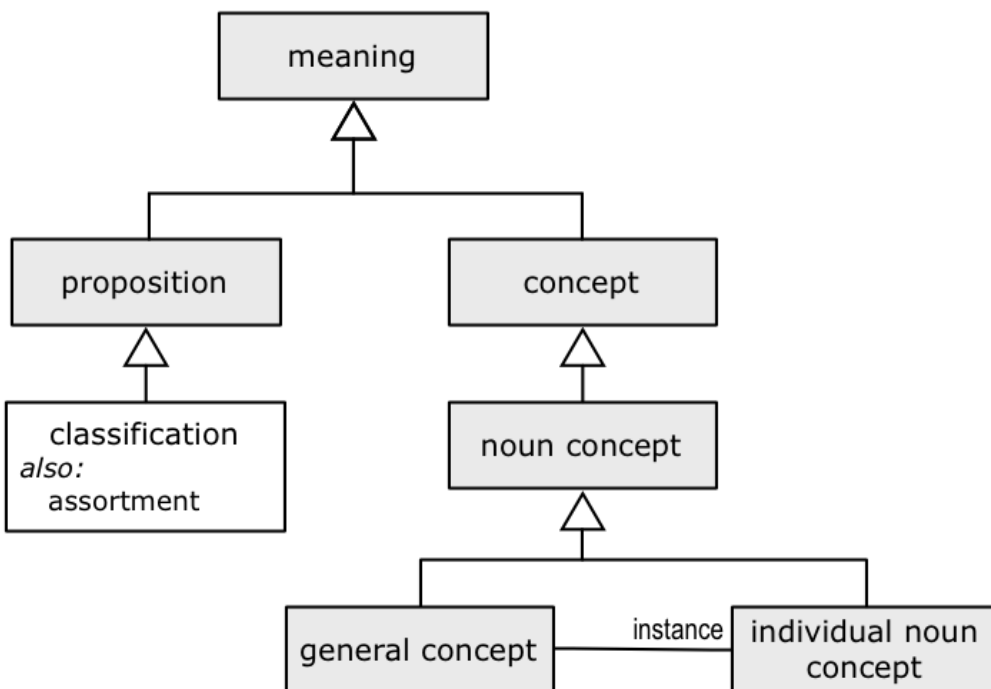 meaning
proposition
concept
classification
also:
assortment
noun concept
general concept
instance
individual noun
concept